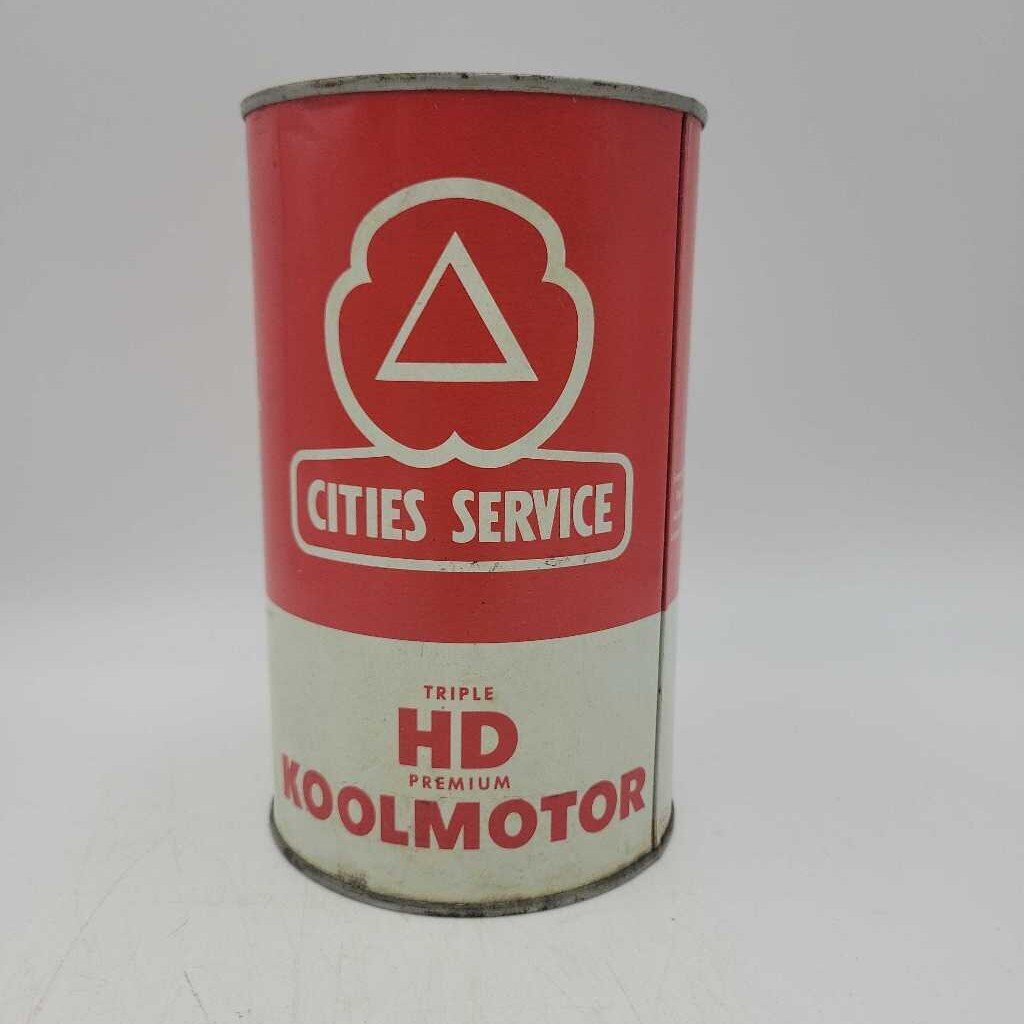 CITIES SERVICE
TRIPLE
HD
PREMIUM
KOOLMOTOR